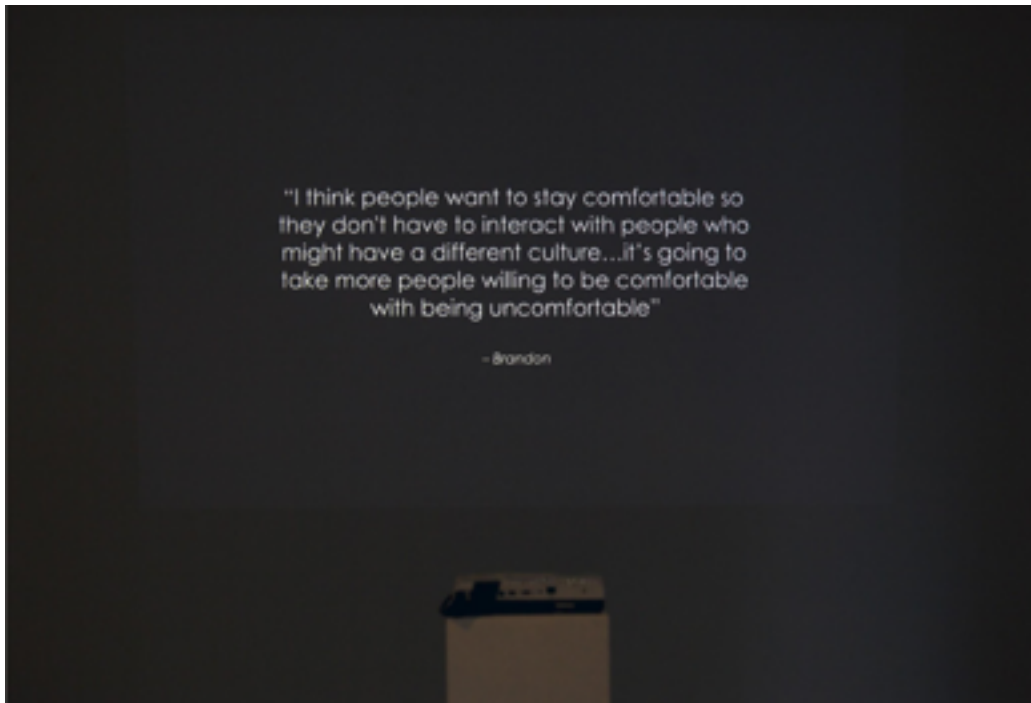 “I think people want to stay comfortable so
they don't have to interact with people who
might have a different culture...it's going to
take more people willing to be comfortable
with being uncomfortable”
- Brandon